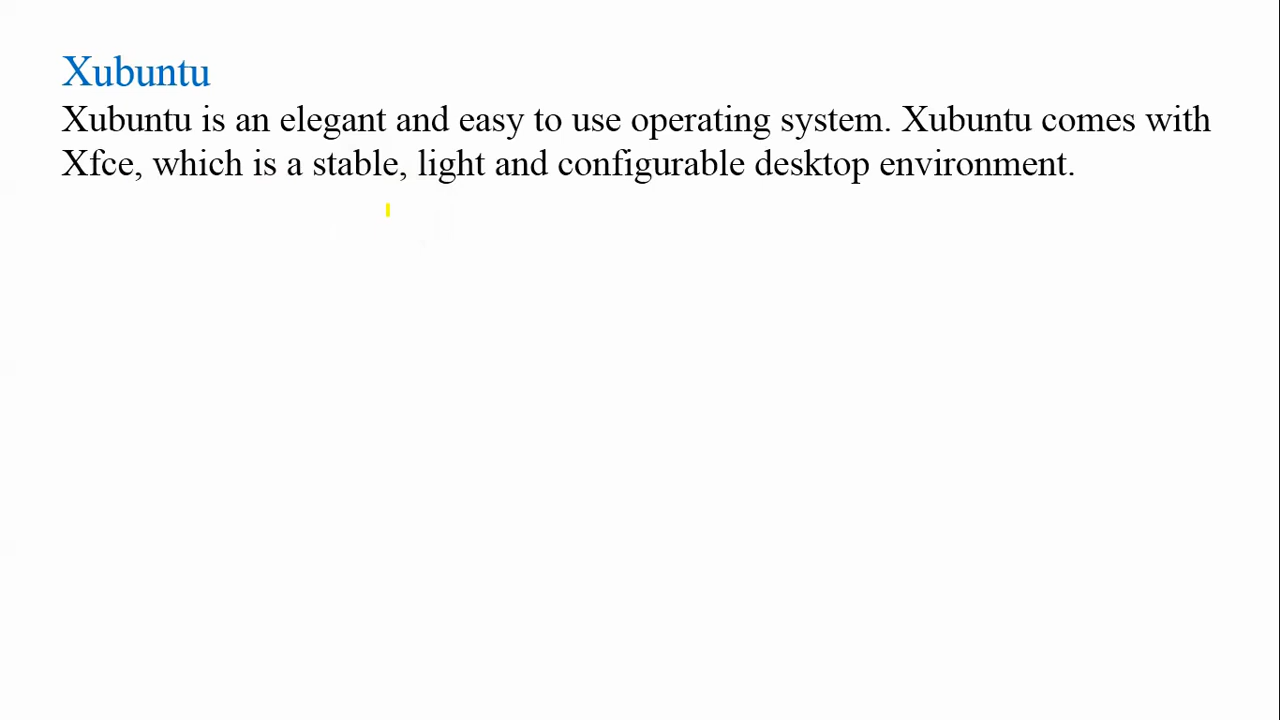 Xubuntu
Xubuntu is an elegant and easy to use operating system. Xubuntu comes with
Xfce, which is a stable, light and configurable desktop environment.